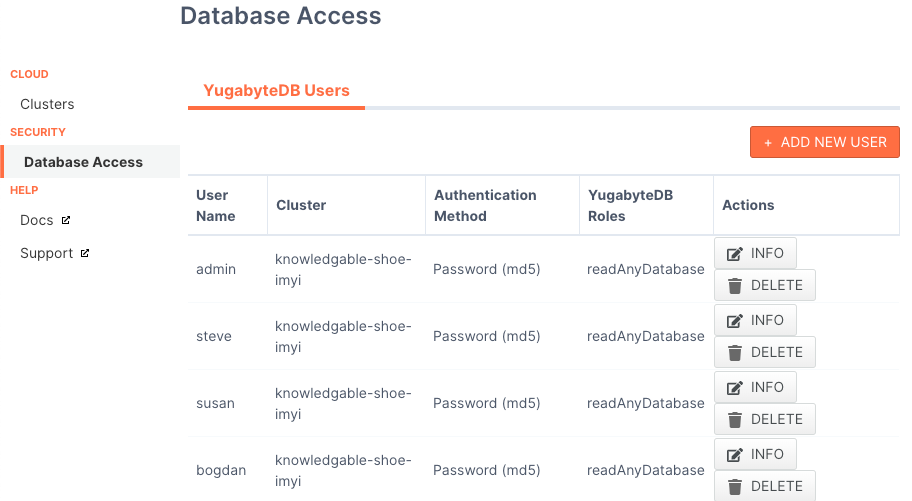 Database Access
CLOUD
Clusters
SECURITY
Database Access
HELP
Docs
Support
YugabyteDB Users
+ ADD NEW USER
User Name Cluster Authentication Method YugabyteDB Roles Actions
admin knowledgable-shoe-imyi Password (md5) readAnyDatabase INFO
DELETE
steve knowledgable-shoe-imyi Password (md5) readAnyDatabase INFO
DELETE
susan knowledgable-shoe-imyi Password (md5) readAnyDatabase INFO
DELETE
bogdan knowledgable-shoe-imyi Password (md5) readAnyDatabase INFO
DELETE